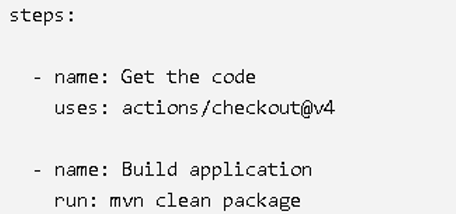 steps:
- name: Get the code
uses: actions/checkout@v4
- name: Build application
run: mvn clean package